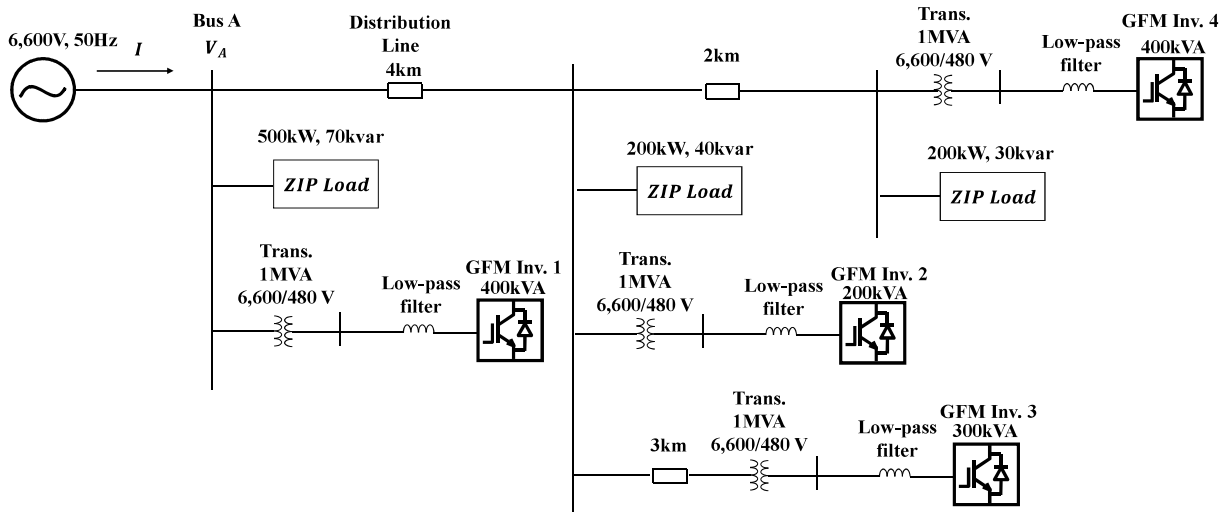 6,600V, 50Hz
I
Bus A
V_A
Distribution
Line
4km
2km
Trans.
1MVA
6,600/480 V
Low-pass
filter
GFM Inv. 4
400kVA
500kW, 70kvar
ZIP Load
200kW, 40kvar
ZIP Load
200kW, 30kvar
ZIP Load
Trans.
1MVA
6,600/480 V
Low-pass
filter
GFM Inv. 1
400kVA
Trans.
1MVA
6,600/480 V
Low-pass
filter
GFM Inv. 2
200kVA
3km
Trans.
1MVA
6,600/480 V
Low-pass
filter
GFM Inv. 3
300kVA